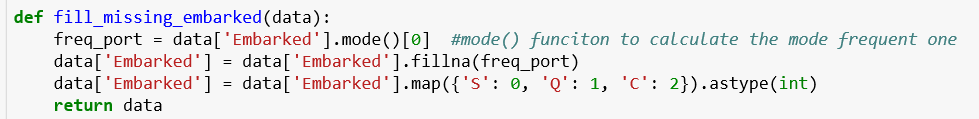 def fill_missing_embarked(data):
    freq_port = data['Embarked'].mode()[0]  #mode() funciton to calculate the mode frequent one
    data['Embarked'] = data['Embarked'].fillna(freq_port)
    data['Embarked'] = data['Embarked'].map({'S': 0, 'Q': 1, 'C': 2}).astype(int)
    return data